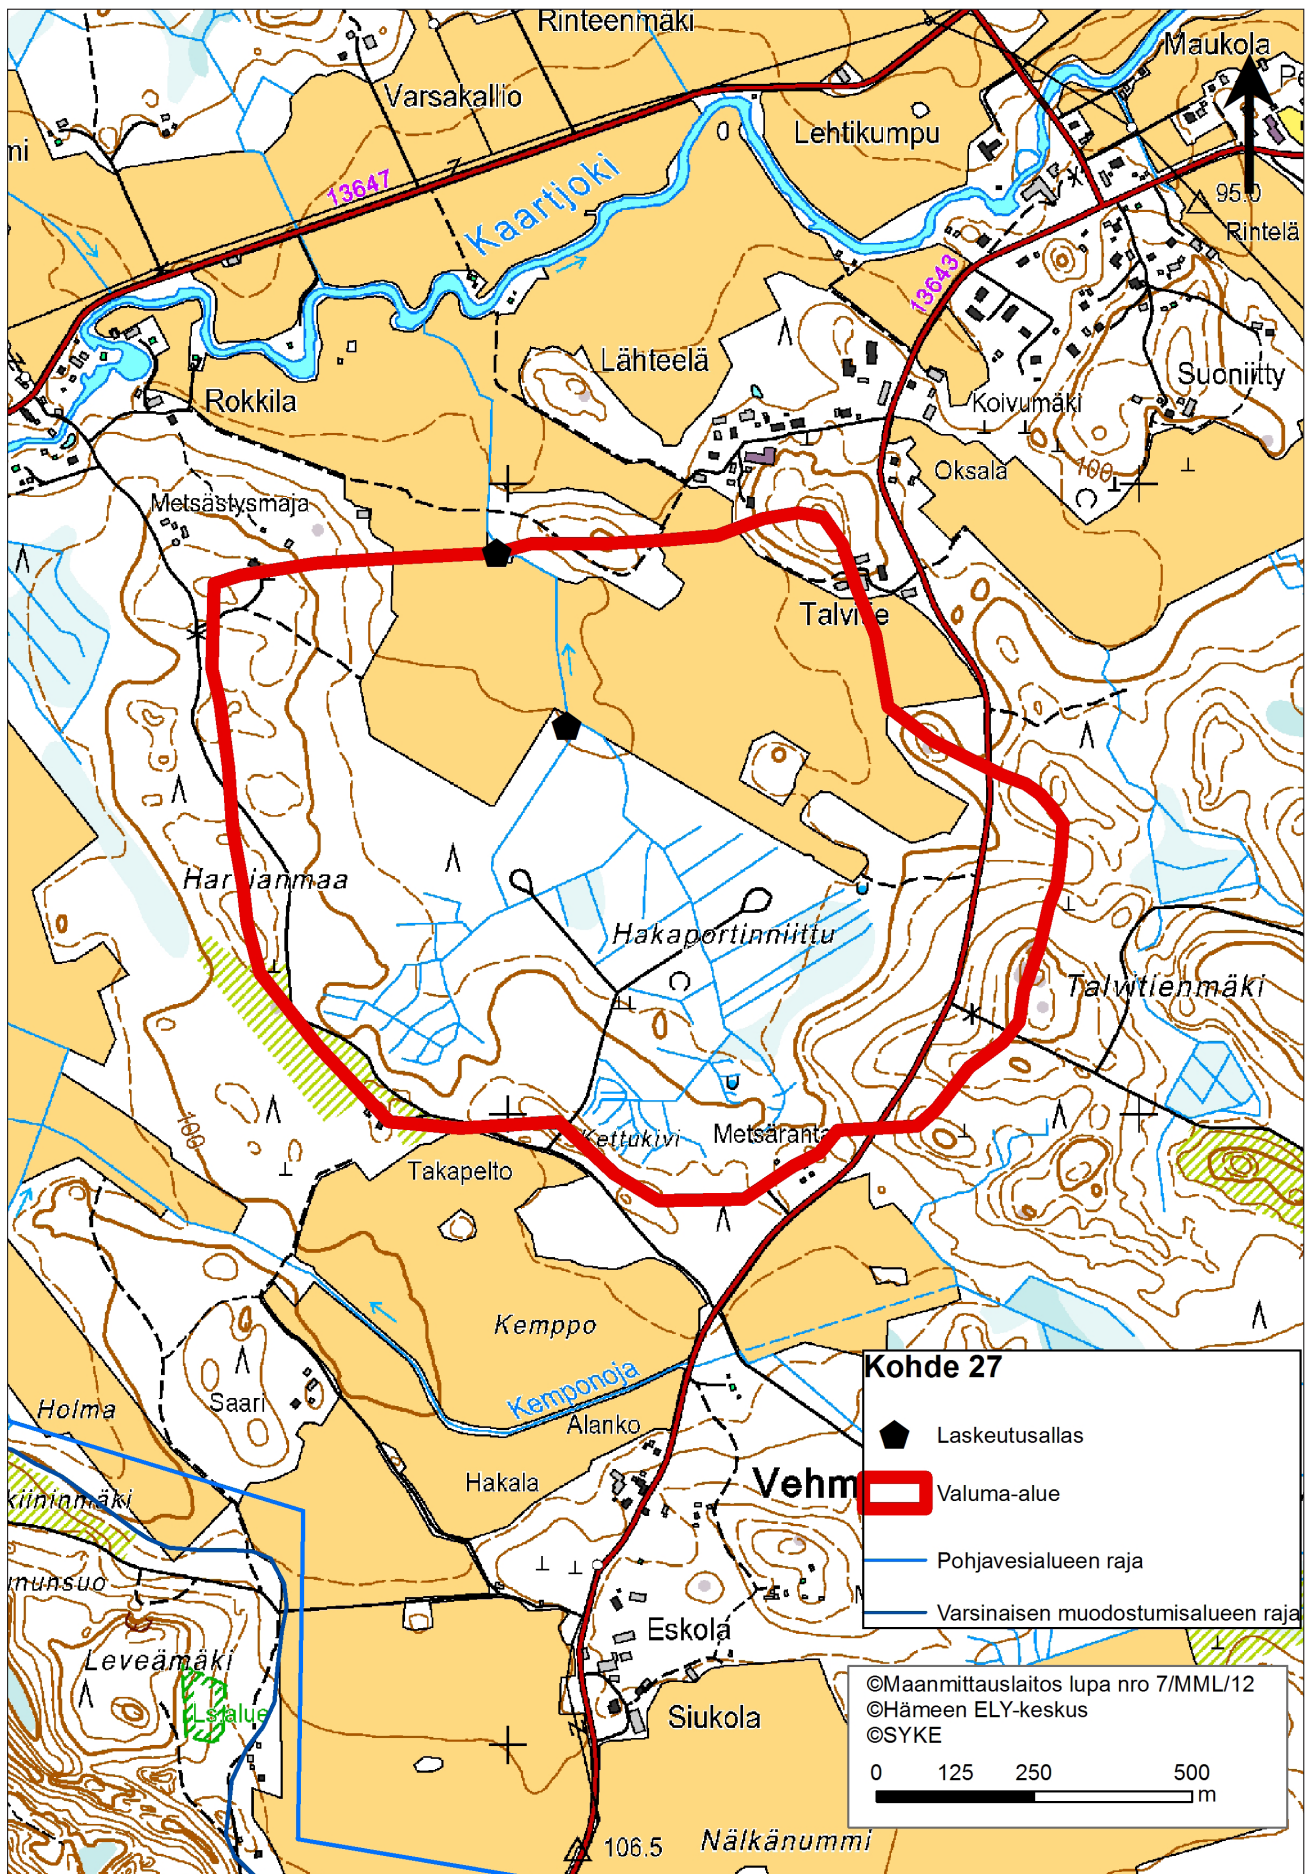 Rinteenmäki
Maukola
Varsakallio
Lehtikumpu
13647
Kaartjoki
95.0
Rintelä
13643
Lähteelä
Suoniitty
Rokkila
Koivumäki
Oksala
100
Metsästysmaja
Hakaportinniittu
Talvitienmäki
Kettukivi
Metsäranta
100
Takapelto
Kemppo
Kemponoja
Saari
Holma
Alanko
Hakala
Vehm
Eskola
Leveämäki
Siukola
106.5
Nälkänummi
Kohde 27
Laskeutusallas
Valuma-alue
Pohjavesialueen raja
Varsinaisen muodostumisalueen raja
©Maanmittauslaitos lupa nro 7/MML/12
©Hämeen ELY-keskus
©SYKE
0 125 250 500
m